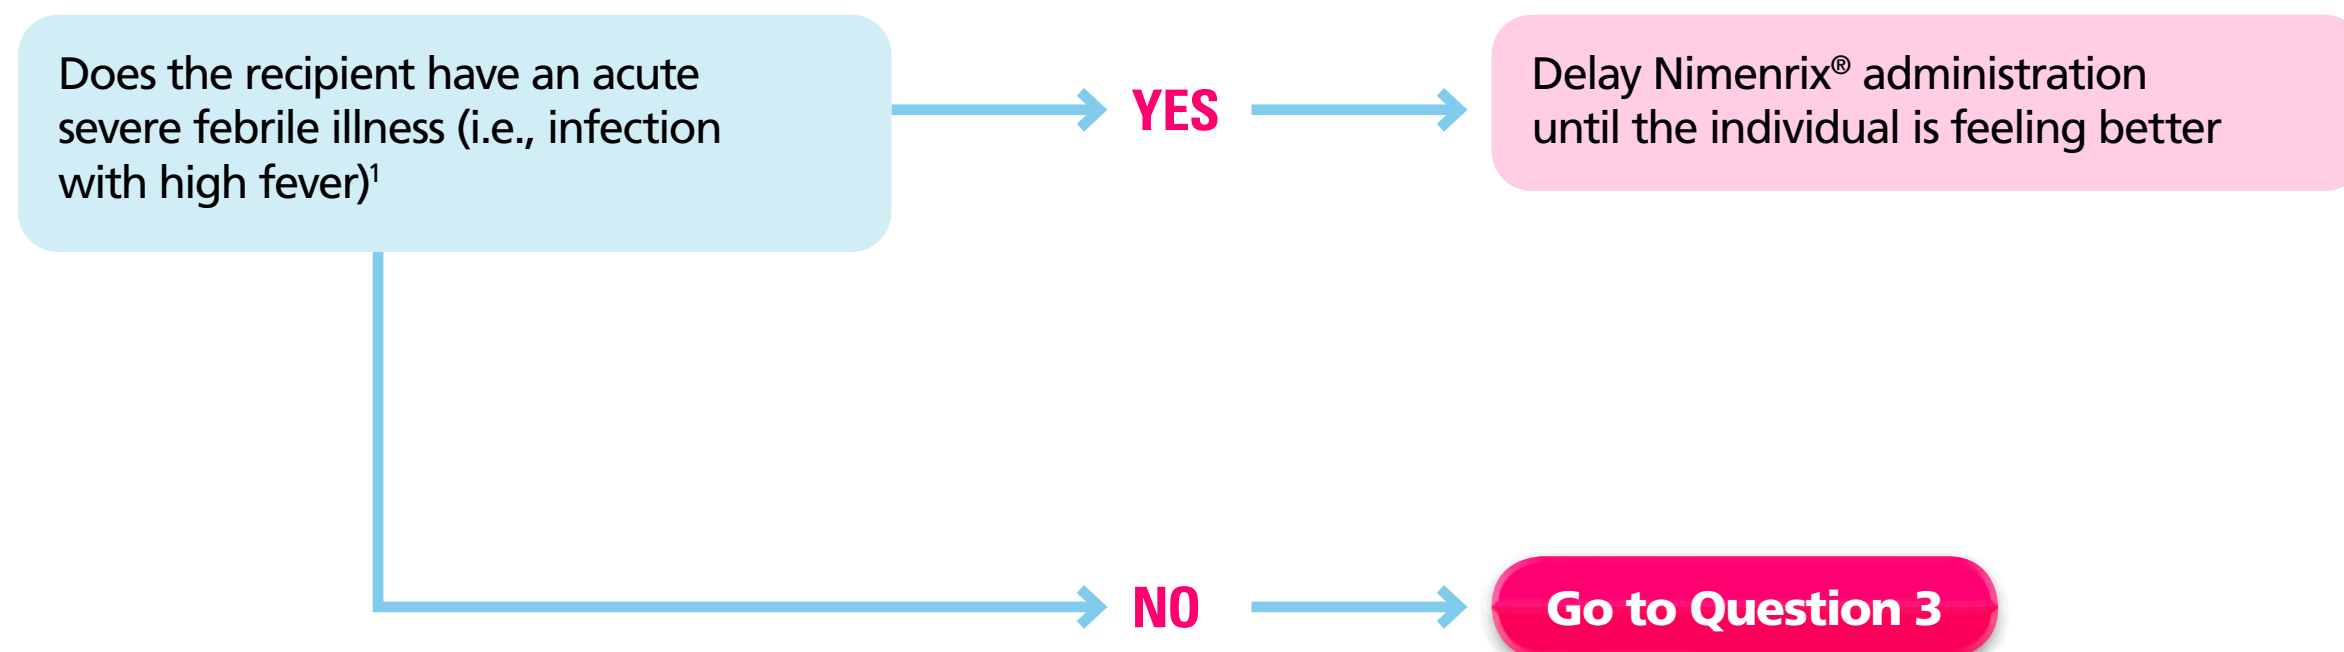 Does the recipient have an acute
severe febrile illness (i.e., infection
with high fever)¹
YES
Delay Nimenrix® administration
until the individual is feeling better
NO
Go to Question 3